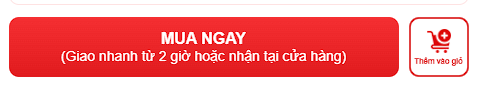 MUA NGAY
(Giao nhanh từ 2 giờ hoặc nhận tại cửa hàng)
Thêm vào giỏ